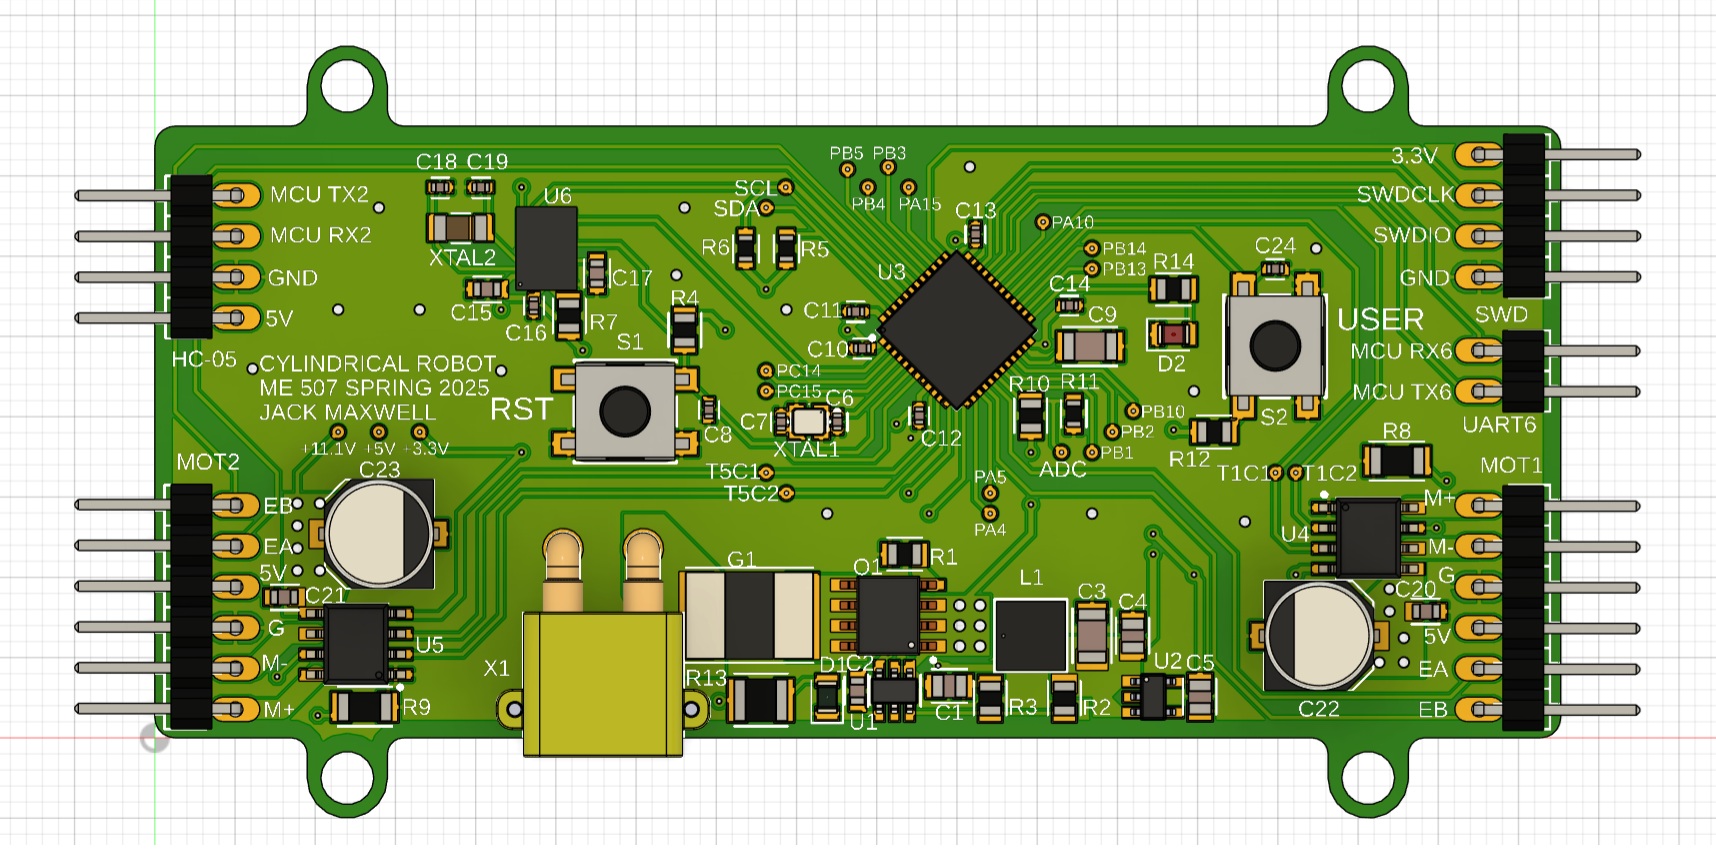 PB5 PB3
3.3V
C18 C19
MCU TX2
U6
SCL
SDA
PB4 PA15
SWDCLK
C13
PA10
MCU RX2
SWDIO
R6
R5
XTAL2
PB14
PB13
R14
C24
GND
C17
U3
C14
GND
C15
C16
R7
R4
C11
C9
5V
S1
C10
D2
USER
SWD
HC-05
MCU RX6
CYLINDRICAL ROBOT
ME 507 SPRING 2025
JACK MAXWELL
PC14
PC15
R10 R11
MCU TX6
RST
C8
C7
C6
XTAL1
C12
PB10
PB2
PB1
S2
UART6
+11.1V +5V +3.3V
ADC
R12
R8
MOT2
C23
T5C1
T5C2
PA5
PA4
T1C1 T1C2
MOT1
EB
M+
EA
U4
M-
5V
G1
Q1
R1
L1
G
C21
C3
C4
C20
G
U5
5V
M-
X1
R13
D1 C2
U2 C5
EA
M+
R9
U1
C1
R3
R2
C22
EB